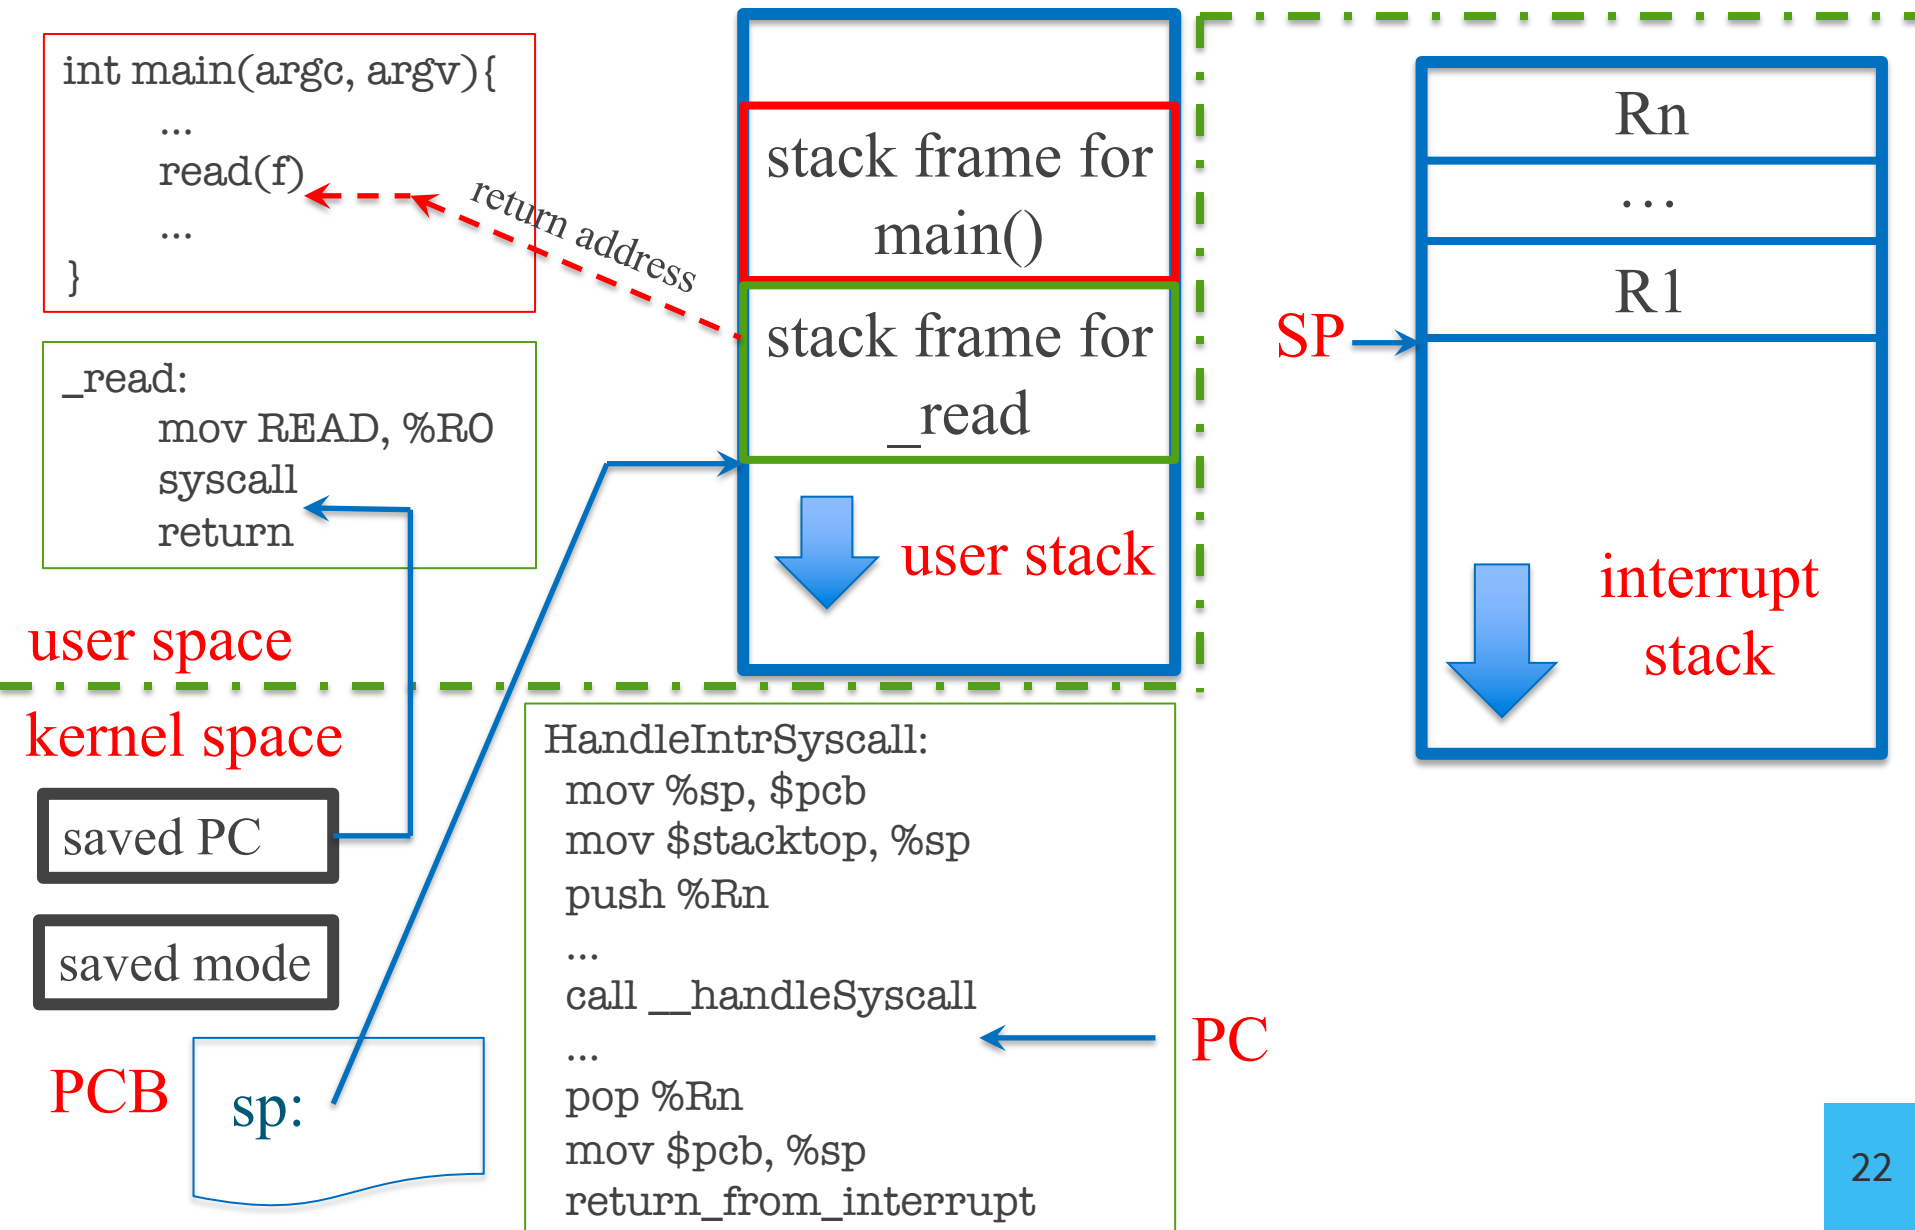 int main(argc, argv){
...
read(f)
...
}
return address
_read:
mov READ, %R0
syscall
return
user space
stack frame for
main()
stack frame for
_read
user stack
Rn
...
R1
SP
interrupt
stack
kernel space
saved PC
saved mode
PCB
sp:
HandleIntrSyscall:
mov %sp, $pcb
mov $stacktop, %sp
push %Rn
...
call __handleSyscall
...
pop %Rn
mov $pcb, %sp
return_from_interrupt
PC
22